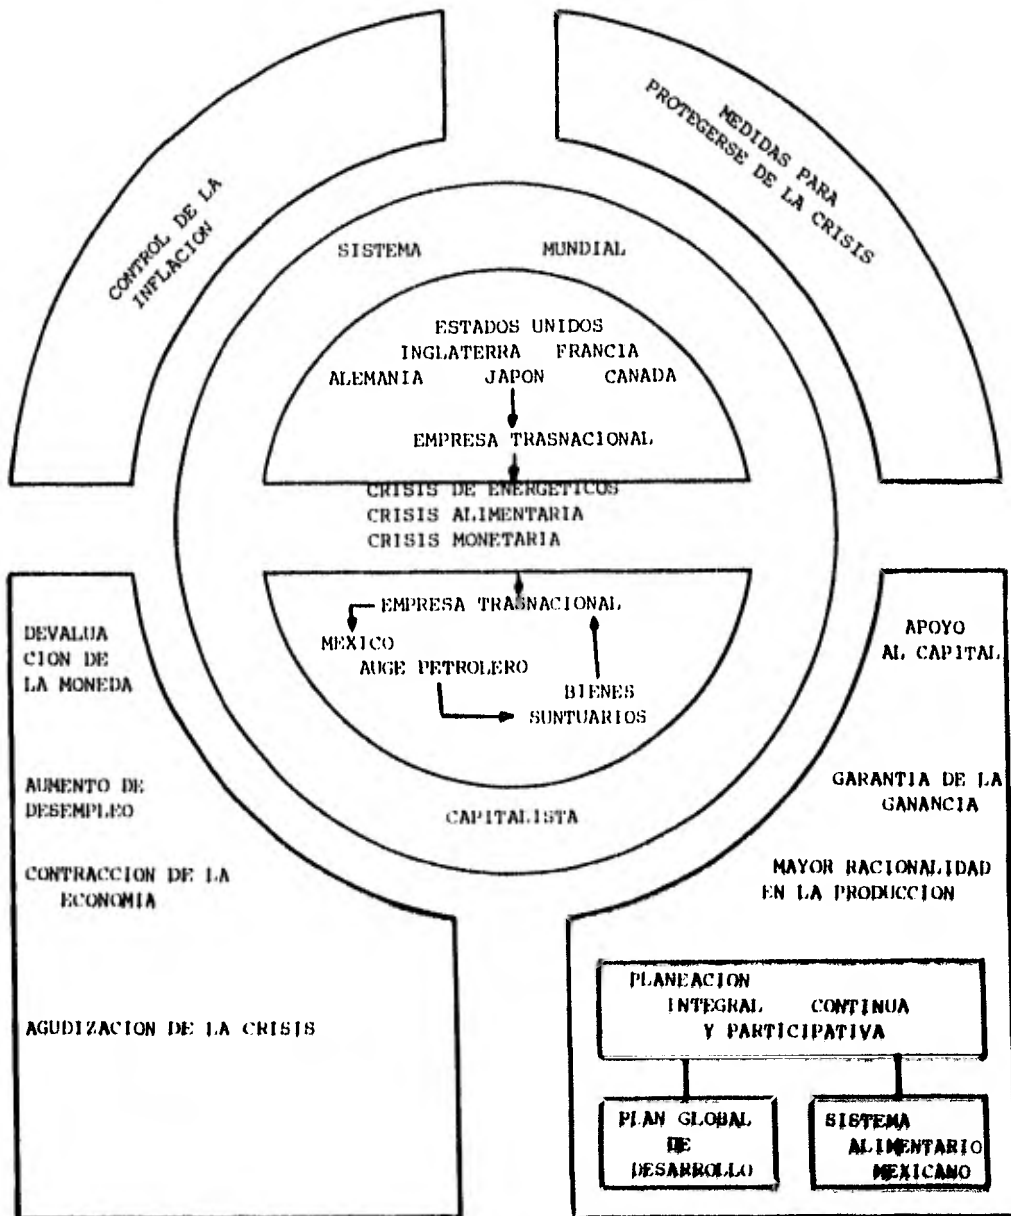 MEDIDAS PARA
PROTEGERSE DE LA CRISIS
CONTROL DE LA
INFLACION
SISTEMA MUNDIAL
ESTADOS UNIDOS
INGLATERRA FRANCIA
ALEMANIA JAPON CANADA
EMPRESA TRASNACIONAL
CRISIS DE ENERGETICOS
CRISIS ALIMENTARIA
CRISIS MONETARIA
EMPRESA TRASNACIONAL
MEXICO
AUGE PETROLERO
BIENES
SUNTUARIOS
CAPITALISTA
DEVALUA
CION DE
LA MONEDA
AUMENTO DE
DESEMPLEO
CONTRACCION DE LA
ECONOMIA
AGUDIZACION DE LA CRISIS
APOYO
AL CAPITAL
GARANTIA DE LA
GANANCIA
MAYOR RACIONALIDAD
EN LA PRODUCCION
PLANEACION
INTEGRAL CONTINUA
Y PARTICIPATIVA
PLAN GLOBAL
DE
DESARROLLO
SISTEMA
ALIMENTARIO
MEXICANO